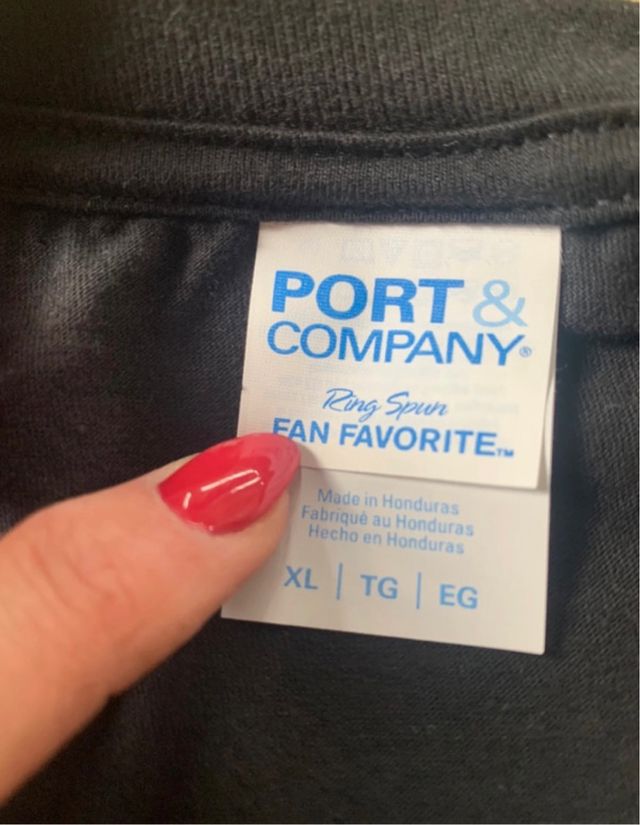 PORT &
COMPANY®
Ring Spun
FAN FAVORITE™
Made in Honduras
Fabriqué au Honduras
Hecho en Honduras
XL | TG | EG